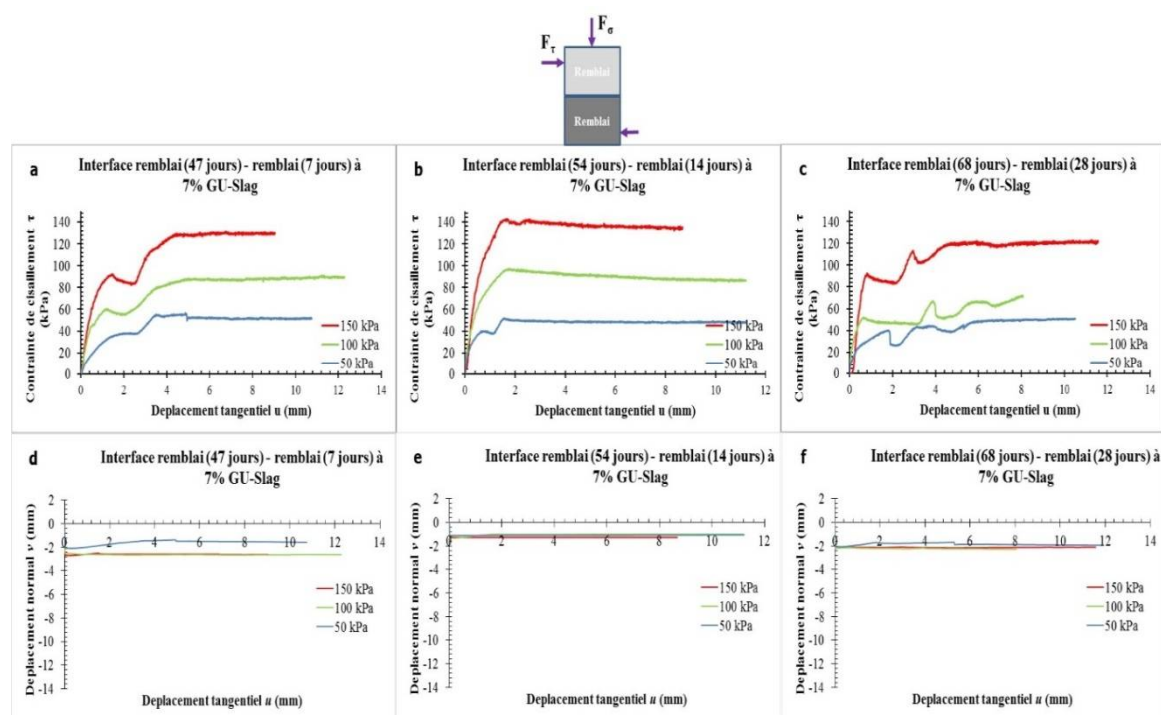 Fσ
Fτ
Remblai
Remblai
a
Interface remblai (47 jours) - remblai (7 jours) à
7% GU-Slag
Contrainte de cisaillement τ
(kPa)
140
120
100
80
60
40
20
0
0 2 4 6 8 10 12 14
150 kPa
100 kPa
50 kPa
Deplacement tangentiel u (mm)
b
Interface remblai (54 jours) - remblai (14 jours) à
7% GU-Slag
Contrainte de cisaillement τ
(kPa)
140
120
100
80
60
40
20
0
0 2 4 6 8 10 12
150 kPa
100 kPa
50 kPa
Deplacement tangentiel u (mm)
c
Interface remblai (68 jours) - remblai (28 jours) à
7% GU-Slag
Contrainte de cisaillement τ
(kPa)
140
120
100
80
60
40
20
0
0 2 4 6 8 10 12 14
150 kPa
100 kPa
50 kPa
Deplacement tangentiel u (mm)
d
Interface remblai (47 jours) - remblai (7 jours) à
7% GU-Slag
Deplacement normal v (mm)
2
0
-2
-4
-6
-8
-10
-12
-14
0 2 4 6 8 10 12 14
150 kPa
100 kPa
50 kPa
Deplacement tangentiel u (mm)
e
Interface remblai (54 jours) - remblai (14 jours) à
7% GU-Slag
Deplacement normal v (mm)
2
0
-2
-4
-6
-8
-10
-12
-14
0 2 4 6 8 10 12
150 kPa
100 kPa
50 kPa
Deplacement tangentiel u (mm)
f
Interface remblai (68 jours) - remblai (28 jours) à
7% GU-Slag
Deplacement normal v (mm)
2
0
-2
-4
-6
-8
-10
-12
-14
0 2 4 6 8 10 12 14
150 kPa
100 kPa
50 kPa
Deplacement tangentiel u (mm)